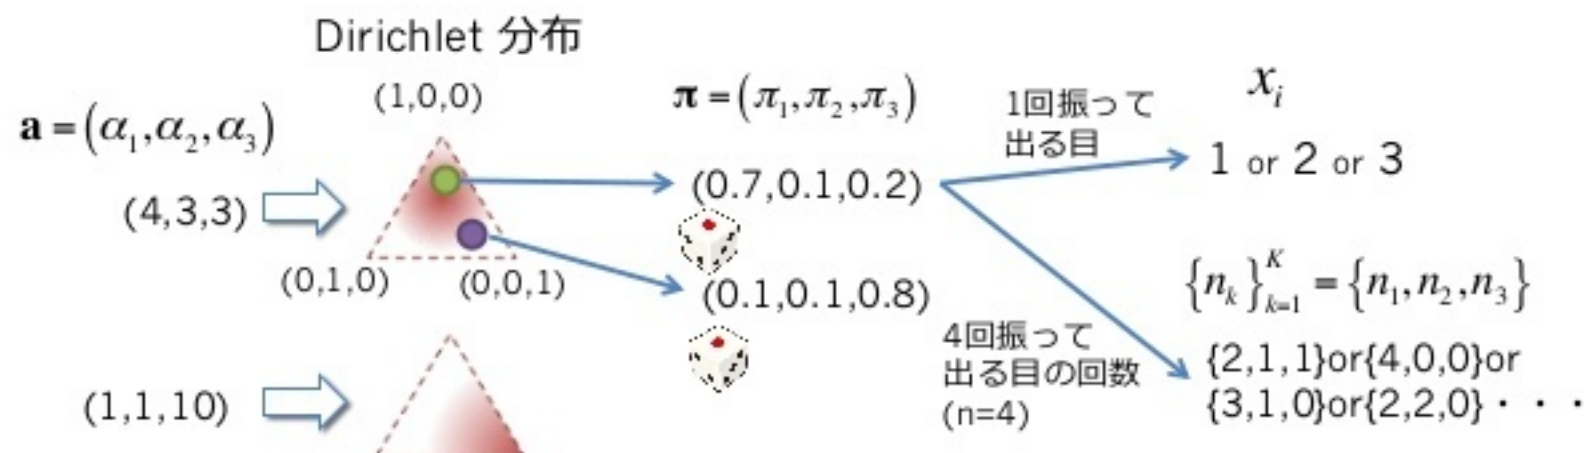 Dirichlet 分布
a = (α₁,α₂,α₃)
(1,0,0)
π = (π₁,π₂,π₃)
1回振って
出る目
xᵢ
1 or 2 or 3
(4,3,3)
(0.7,0.1,0.2)
(0,1,0)
(0,0,1)
(0.1,0.1,0.8)
{nₖ}ᴷₖ₌₁ = {n₁,n₂,n₃}
4回振って
出る目の回数
(n=4)
{2,1,1}or{4,0,0}or
{3,1,0}or{2,2,0}・・・
(1,1,10)